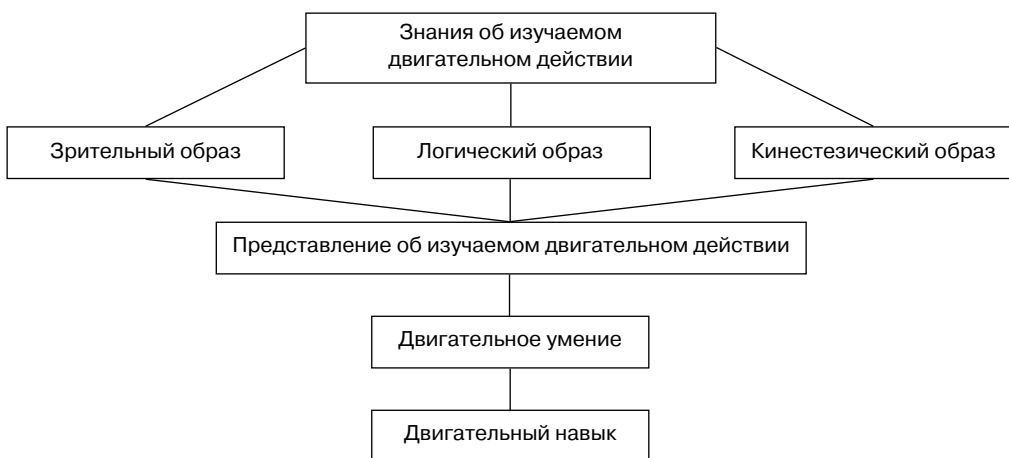 Знания об изучаемом
двигательном действии
Зрительный образ
Логический образ
Кинестезический образ
Представление об изучаемом двигательном действии
Двигательное умение
Двигательный навык